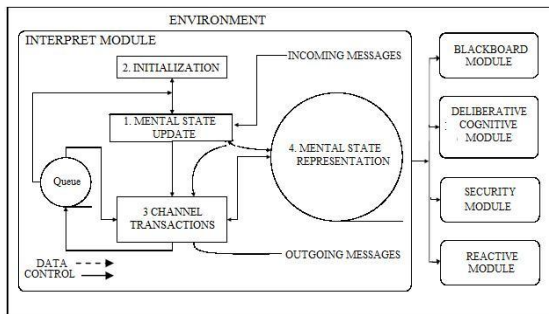 ENVIRONMENT
INTERPRET MODULE
2. INITIALIZATION
INCOMING MESSAGES
1. MENTAL STATE
UPDATE
4. MENTAL STATE
REPRESENTATION
Queue
3 CHANNEL
TRANSACTIONS
OUTGOING MESSAGES
DATA
CONTROL
BLACKBOARD
MODULE
DELIBERATIVE
COGNITIVE
MODULE
SECURITY
MODULE
REACTIVE
MODULE